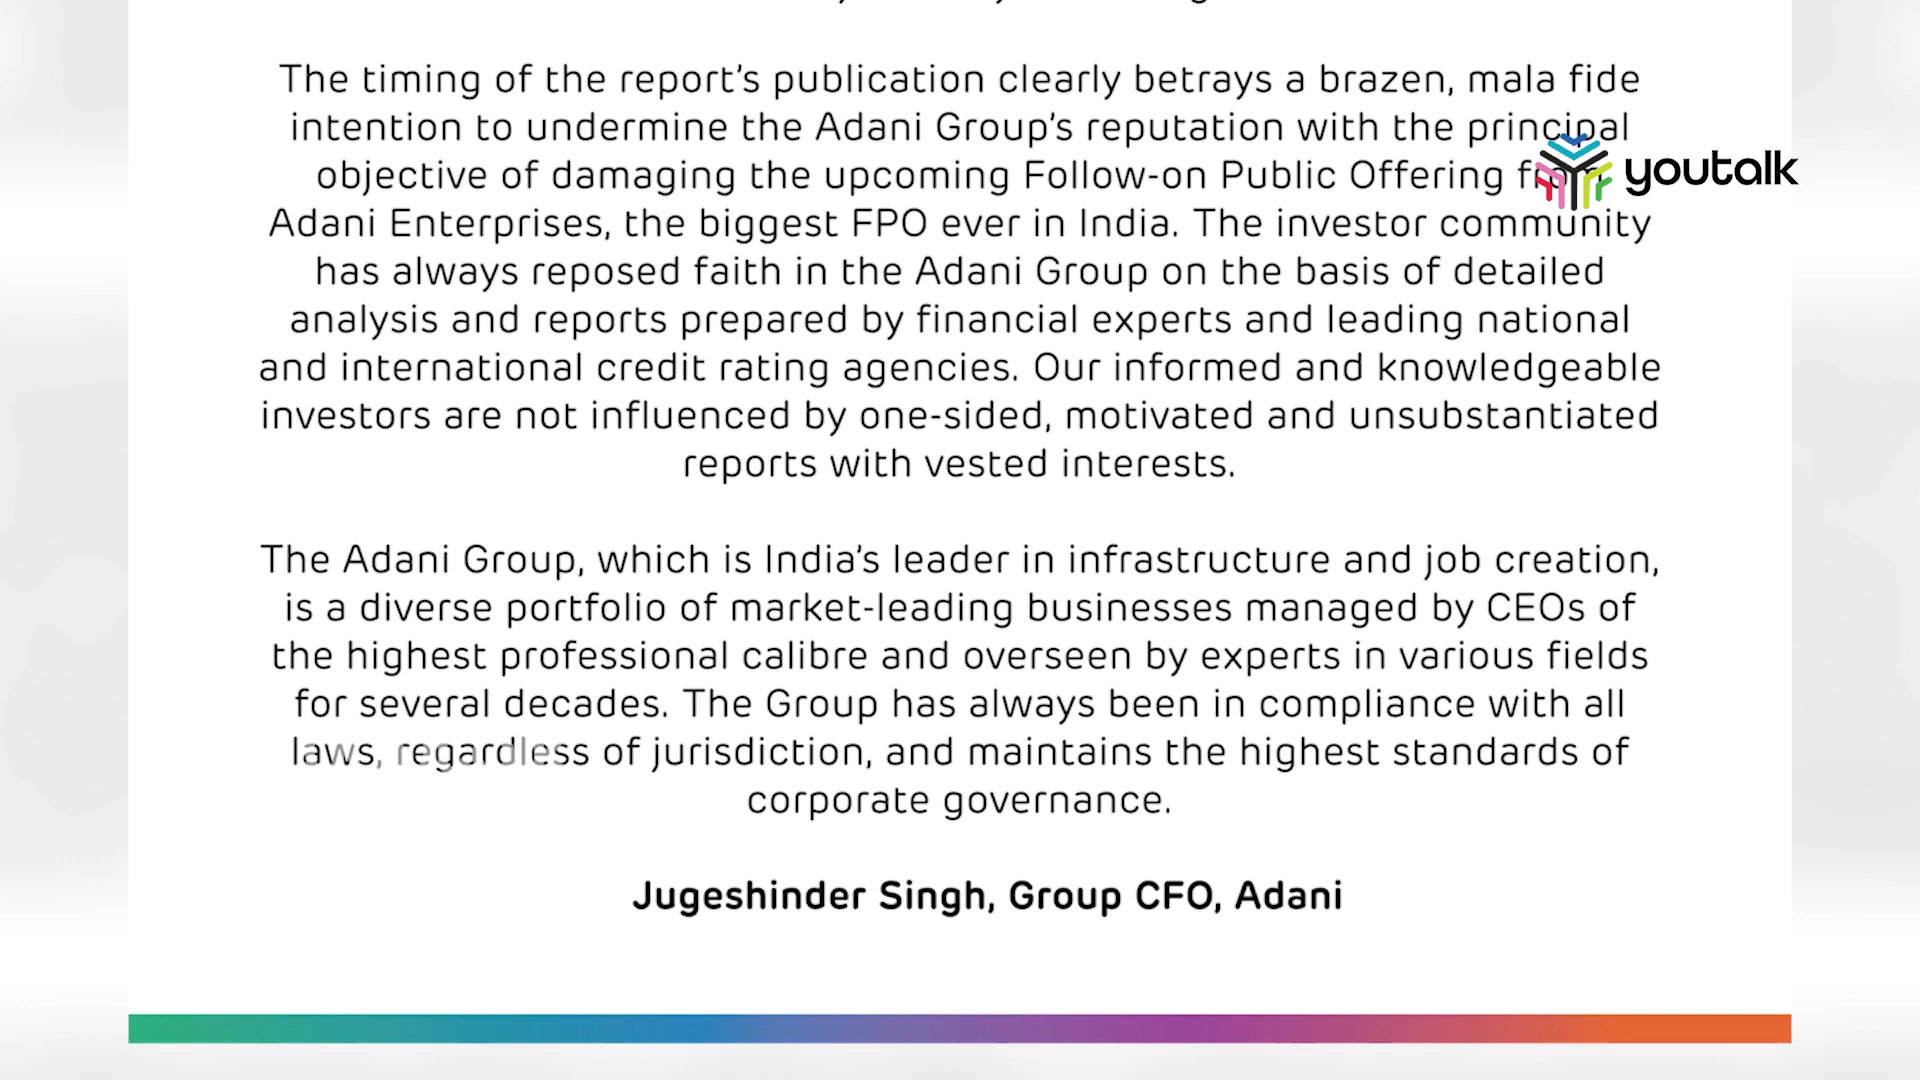 The timing of the report’s publication clearly betrays a brazen, mala fide
intention to undermine the Adani Group’s reputation with the principal
objective of damaging the upcoming Follow-on Public Offering from
youtalk
Adani Enterprises, the biggest FPO ever in India. The investor community
has always reposed faith in the Adani Group on the basis of detailed
analysis and reports prepared by financial experts and leading national
and international credit rating agencies. Our informed and knowledgeable
investors are not influenced by one-sided, motivated and unsubstantiated
reports with vested interests.
The Adani Group, which is India’s leader in infrastructure and job creation,
is a diverse portfolio of market-leading businesses managed by CEOs of
the highest professional calibre and overseen by experts in various fields
for several decades. The Group has always been in compliance with all
laws, regardless of jurisdiction, and maintains the highest standards of
corporate governance.
Jugeshinder Singh, Group CFO, Adani